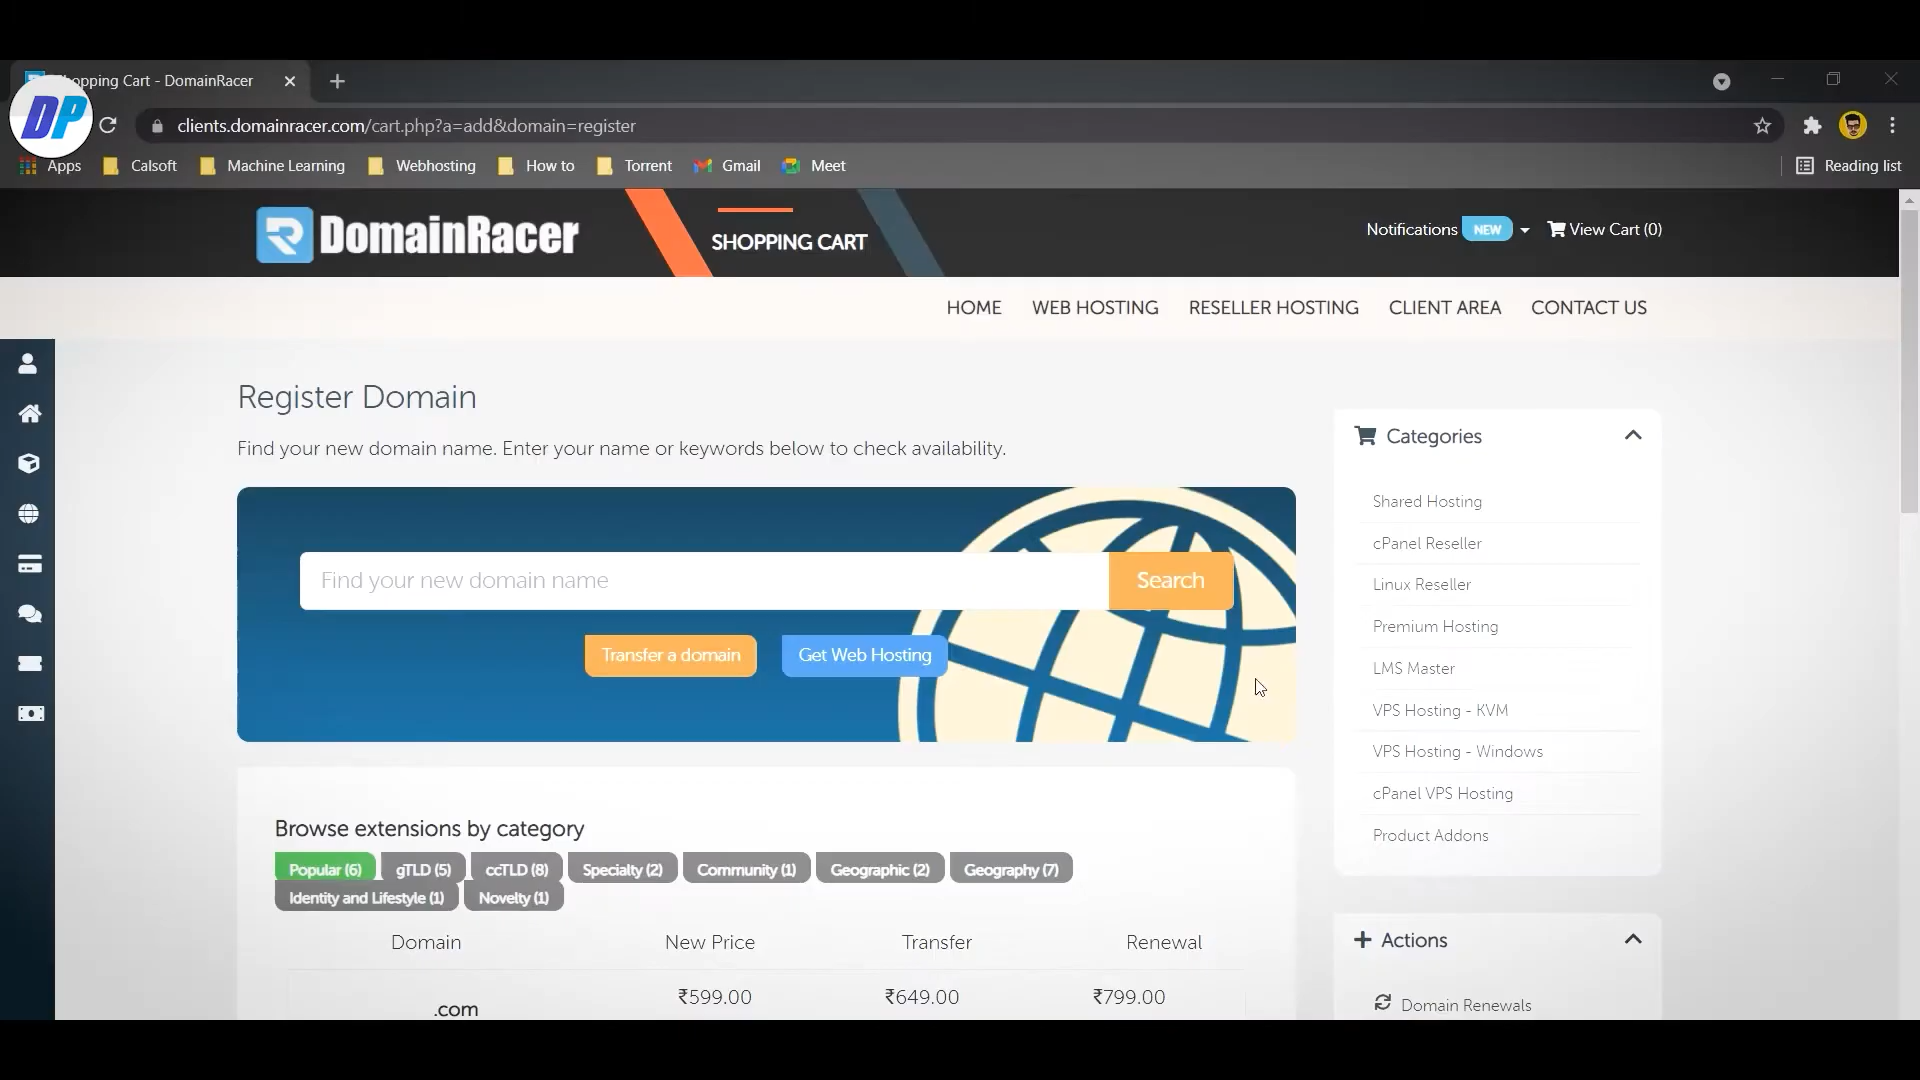 opping Cart - DomainRacer
DP
clients.domainracer.com/cart.php?a=add&domain=register
Apps Calsoft Machine Learning Webhosting How to Torrent Gmail Meet Reading list
DomainRacer
SHOPPING CART
Notifications NEW View Cart (0)
HOME WEB HOSTING RESELLER HOSTING CLIENT AREA CONTACT US
Register Domain
Find your new domain name. Enter your name or keywords below to check availability.
Find your new domain name Search
Transfer a domain Get Web Hosting
Browse extensions by category
Popular (6) gTLD (5) ccTLD (8) Specialty (2) Community (1) Geographic (2) Geography (7)
Identity and Lifestyle (1) Novelty (1)
Domain New Price Transfer Renewal
.com ₹599.00 ₹649.00 ₹799.00
Categories
Shared Hosting
cPanel Reseller
Linux Reseller
Premium Hosting
LMS Master
VPS Hosting - KVM
VPS Hosting - Windows
cPanel VPS Hosting
Product Addons
Actions
Domain Renewals